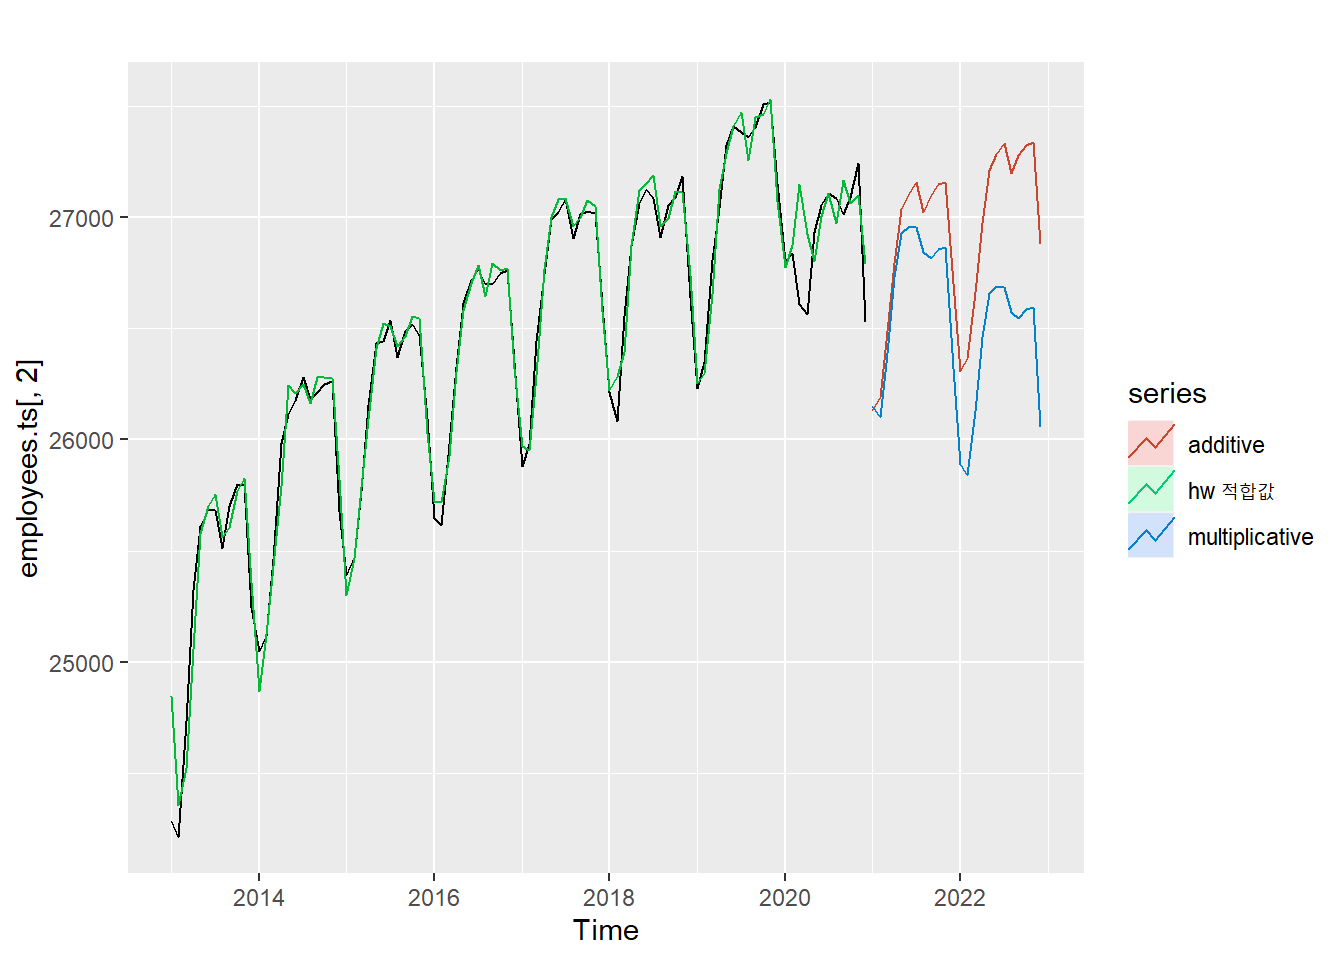 27000
26000
25000
employees.ts[, 2]
2014
2016
2018
2020
2022
Time
series
additive
hw 적합값
multiplicative